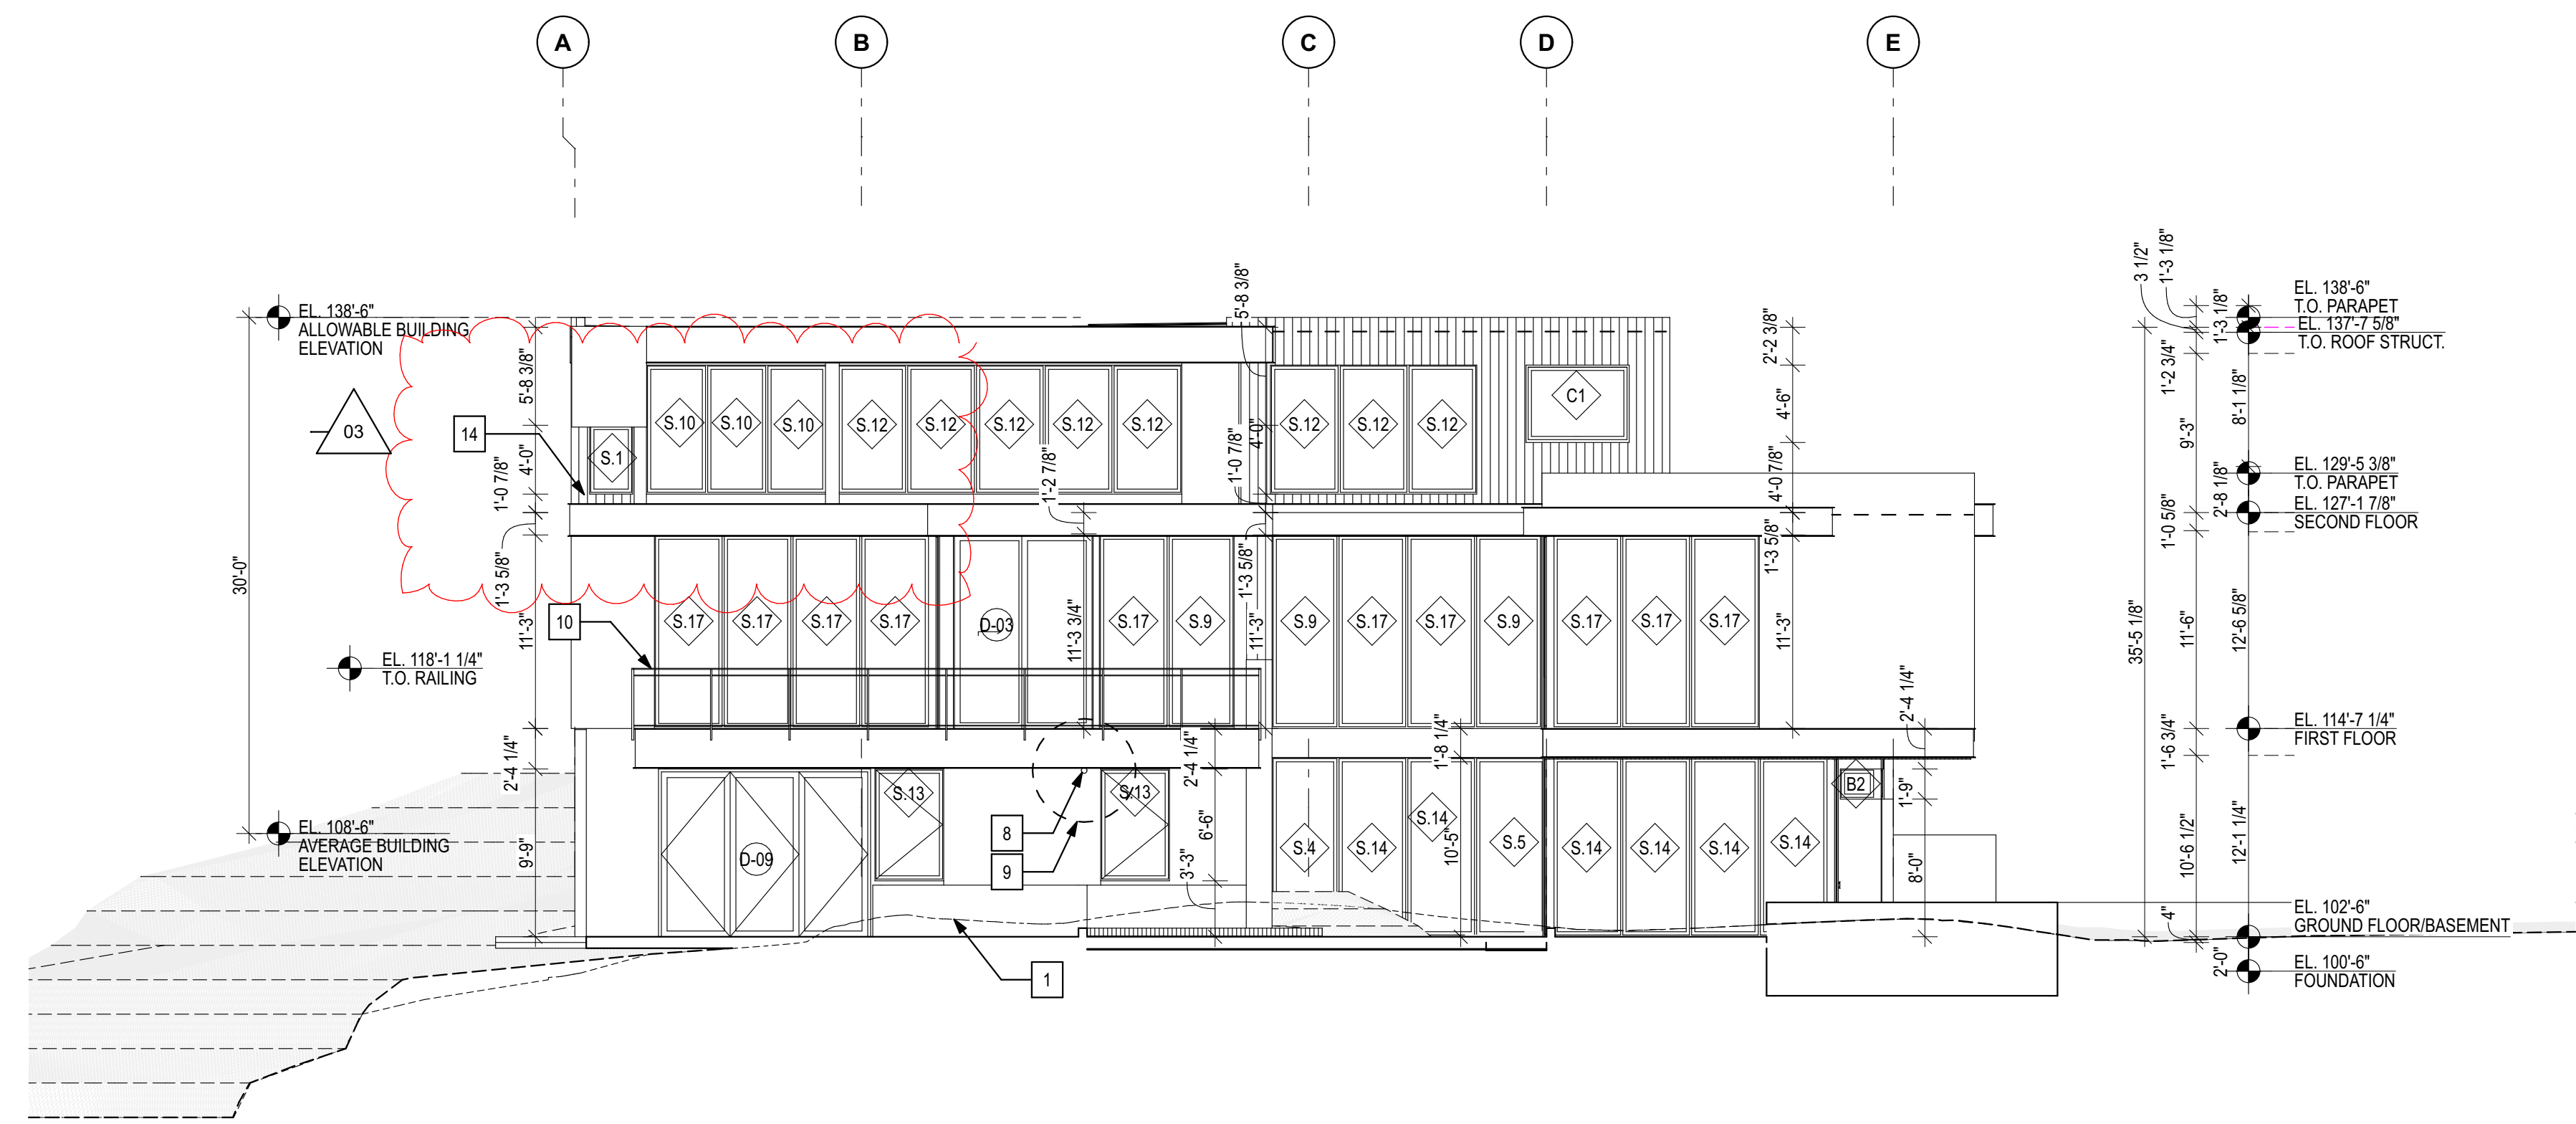 A
B
C
D
E
EL. 138'-6"
ALLOWABLE BUILDING
ELEVATION
03
14
10
EL. 118'-1 1/4"
T.O. RAILING
EL. 108'-6"
AVERAGE BUILDING
ELEVATION
30'-0"
5'-8 3/8"
4'-0"
1'-0 7/8"
1'-3 5/8"
11'-3"
2'-4 1/4"
9'-9"
S.1
S.10
S.10
S.10
S.12
S.12
S.12
S.12
S.12
S.12
S.12
S.12
C1
5'-8 3/8"
4'-0"
1'-0 7/8"
1'-2 7/8"
1'-3 5/8"
11'-3"
11'-3 3/4"
2'-2 3/8"
4'-6"
4'-0 7/8"
1'-3 5/8"
11'-3"
S.17
S.17
S.17
S.17
D-03
S.17
S.9
S.9
S.17
S.17
S.9
S.17
S.17
S.17
2'-4 1/4"
6'-6"
3'-3"
1'-8 1/4"
10'-5"
2'-4 1/4"
1'-9"
8'-0"
D-09
S.13
S.13
8
9
1
S.4
S.14
S.14
S.5
S.14
S.14
S.14
S.14
B2
3 1/2"
1'-3 1/8"
1'-3 1/8"
1'-2 3/4"
8'-1 1/8"
9'-3"
2'-8 1/8"
1'-0 5/8"
35'-5 1/8"
11'-6"
12'-6 5/8"
1'-6 3/4"
10'-6 1/2"
12'-1 1/4"
4"
2'-0"
EL. 138'-6"
T.O. PARAPET
EL. 137'-7 5/8"
T.O. ROOF STRUCT.
EL. 129'-5 3/8"
T.O. PARAPET
EL. 127'-1 7/8"
SECOND FLOOR
EL. 114'-7 1/4"
FIRST FLOOR
EL. 102'-6"
GROUND FLOOR/BASEMENT
EL. 100'-6"
FOUNDATION